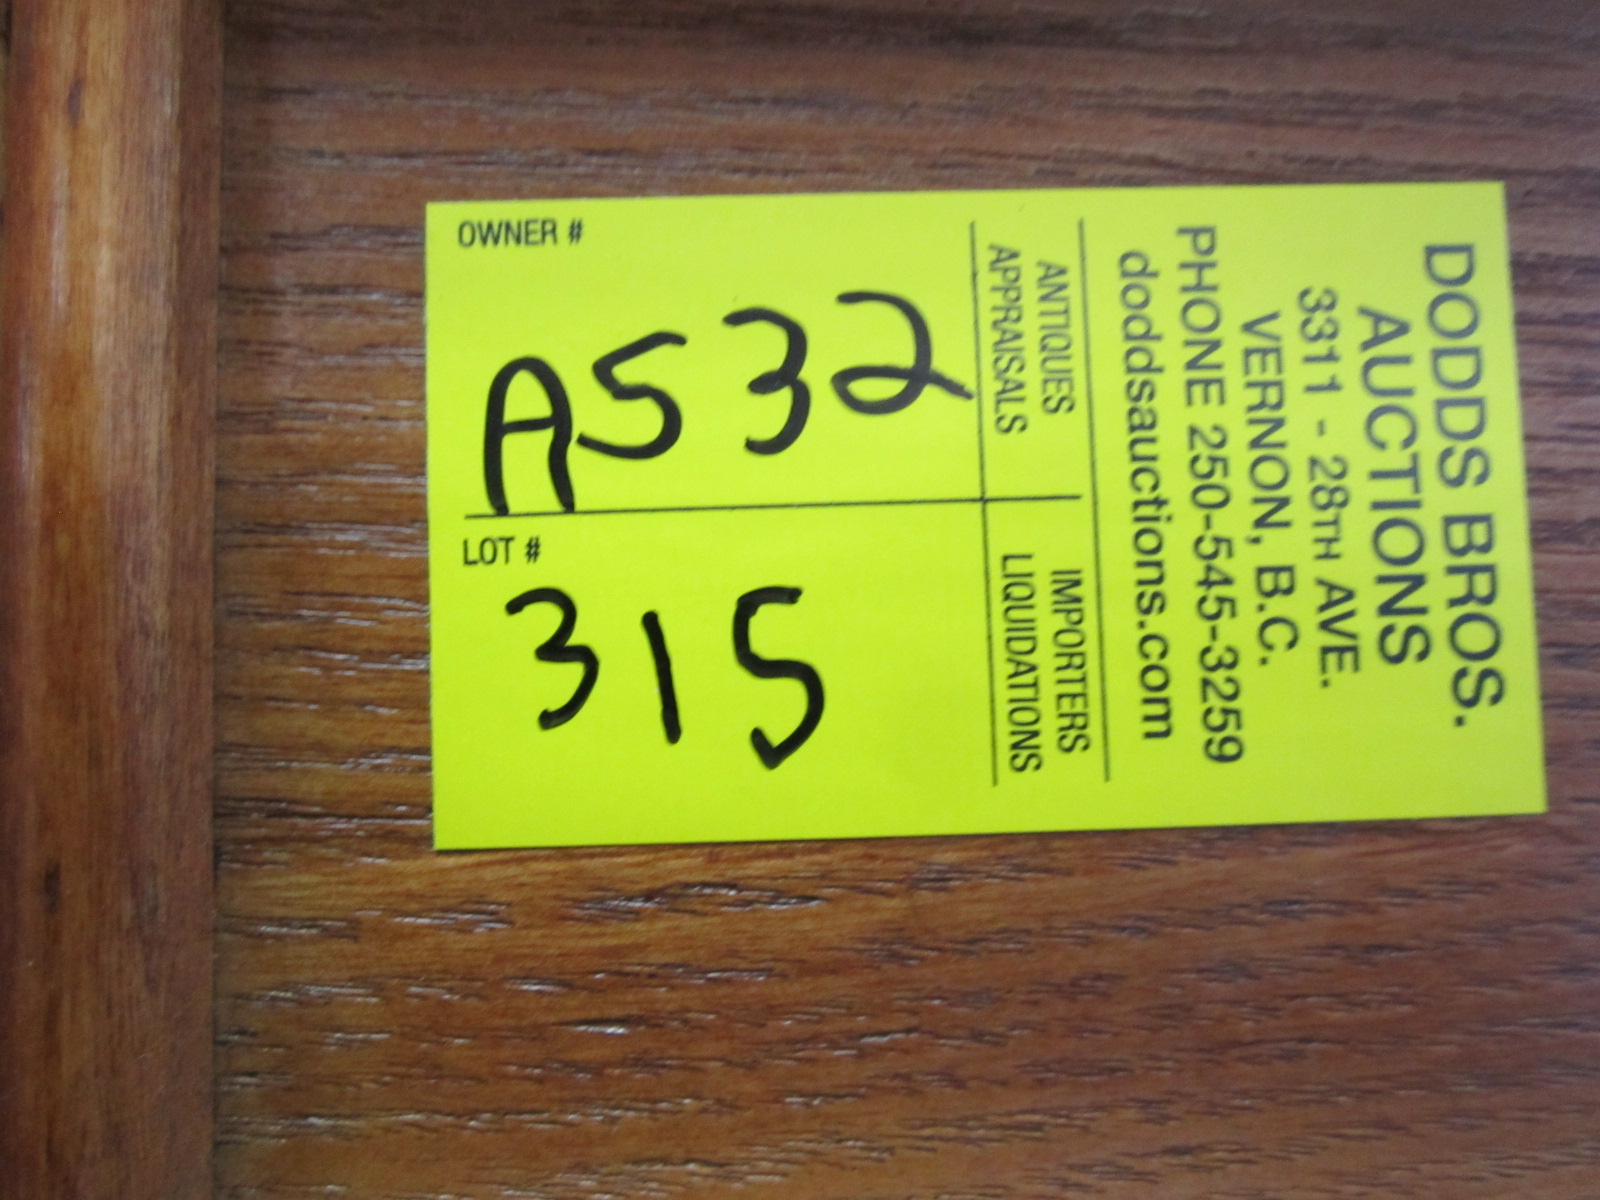 DODDS BROS.
AUCTIONS
3311 - 28TH AVE.
VERNON, B.C.
PHONE 250-545-3259
doddsauctions.com
ANTIQUES
APPRAISALS
IMPORTERS
LIQUIDATIONS
OWNER #
A532
LOT #
315